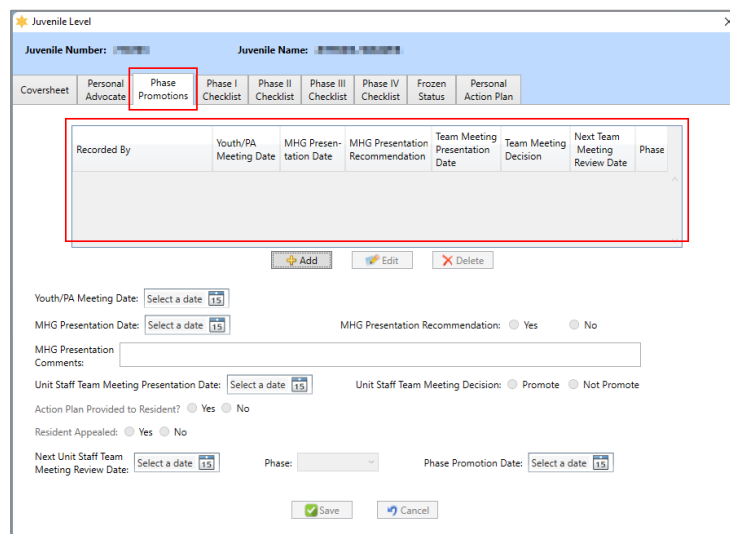 Juvenile Level
Juvenile Number: Juvenile Name:
Coversheet Personal Advocate Phase Promotions Phase I Checklist Phase II Checklist Phase III Checklist Phase IV Checklist Frozen Status Personal Action Plan
Recorded By Youth/PA Meeting Date MHG Presen-tation Date MHG Presentation Recommendation Team Meeting Presentation Date Team Meeting Decision Next Team Meeting Review Date Phase
Add Edit Delete
Youth/PA Meeting Date: Select a date 15
MHG Presentation Date: Select a date 15 MHG Presentation Recommendation: Yes No
MHG Presentation
Comments:
Unit Staff Team Meeting Presentation Date: Select a date 15 Unit Staff Team Meeting Decision: Promote Not Promote
Action Plan Provided to Resident? Yes No
Resident Appealed: Yes No
Next Unit Staff Team
Meeting Review Date: Select a date 15 Phase: Phase Promotion Date: Select a date 15
Save Cancel